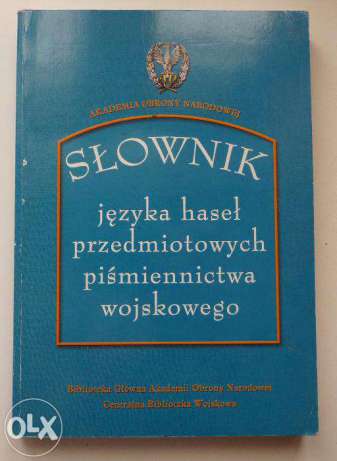 AKADEMIA OBRONY NARODOWEJ
SŁOWNIK
języka haseł
przedmiotowych
piśmiennictwa
wojskowego
Biblioteka Główna Akademii Obrony Narodowej
Centralna Biblioteka Wojskowa
OLX